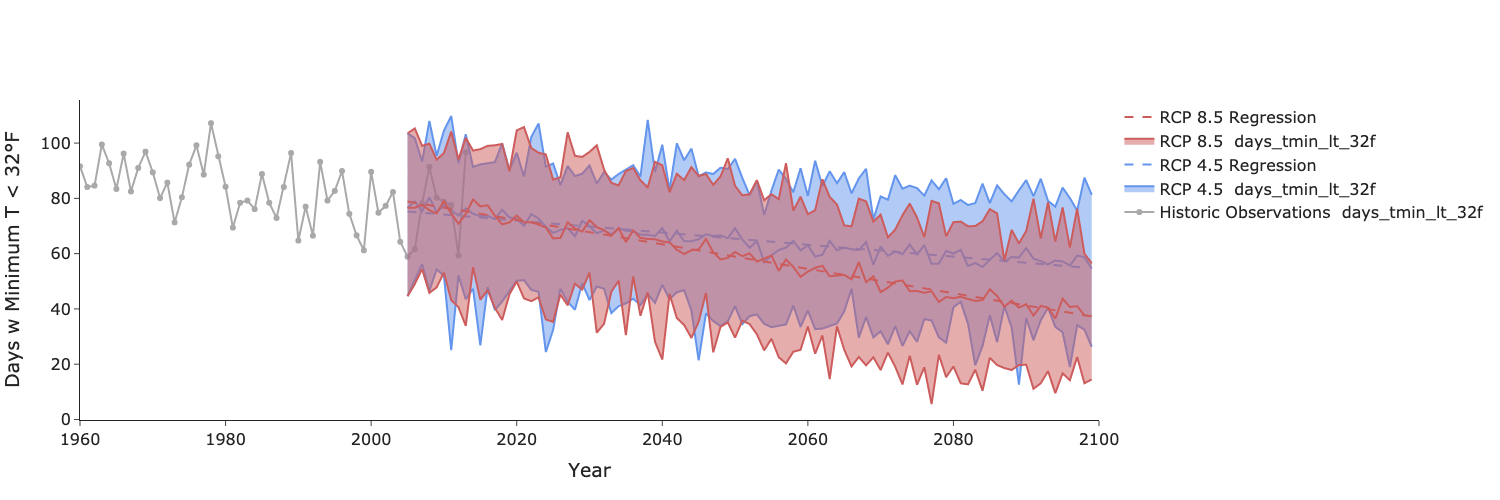 RCP 8.5 Regression
RCP 8.5 days_tmin_lt_32f
RCP 4.5 Regression
RCP 4.5 days_tmin_lt_32f
Historic Observations days_tmin_lt_32f
Days w Minimum T < 32°F
100
80
60
40
20
0
1960 1980 2000 2020 2040 2060 2080 2100
Year